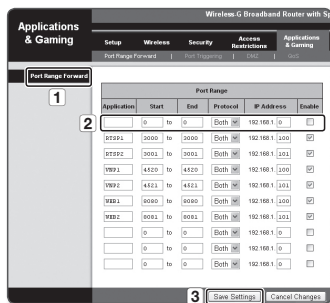 Wireless-G Broadband Router with Sp
Applications & Gaming
Setup Wireless Security Access Restrictions Applications & Gaming
Port Range Forward | Port Triggering | DMZ | QoS
Port Range Forward
1
Port Range
Application Start End Protocol IP Address Enable
2
0 to 0 Both 192.168.1. 0
RTSP1 3000 to 3000 Both 192.168.1. 100
RTSP2 3001 to 3001 Both 192.168.1. 101
VNP1 4520 to 4520 Both 192.168.1. 100
VNP2 4521 to 4521 Both 192.168.1. 101
WEB1 8080 to 8080 Both 192.168.1. 100
WEB2 8081 to 8081 Both 192.168.1. 101
0 to 0 Both 192.168.1. 0
0 to 0 Both 192.168.1. 0
0 to 0 Both 192.168.1. 0
3 Save Settings Cancel Changes